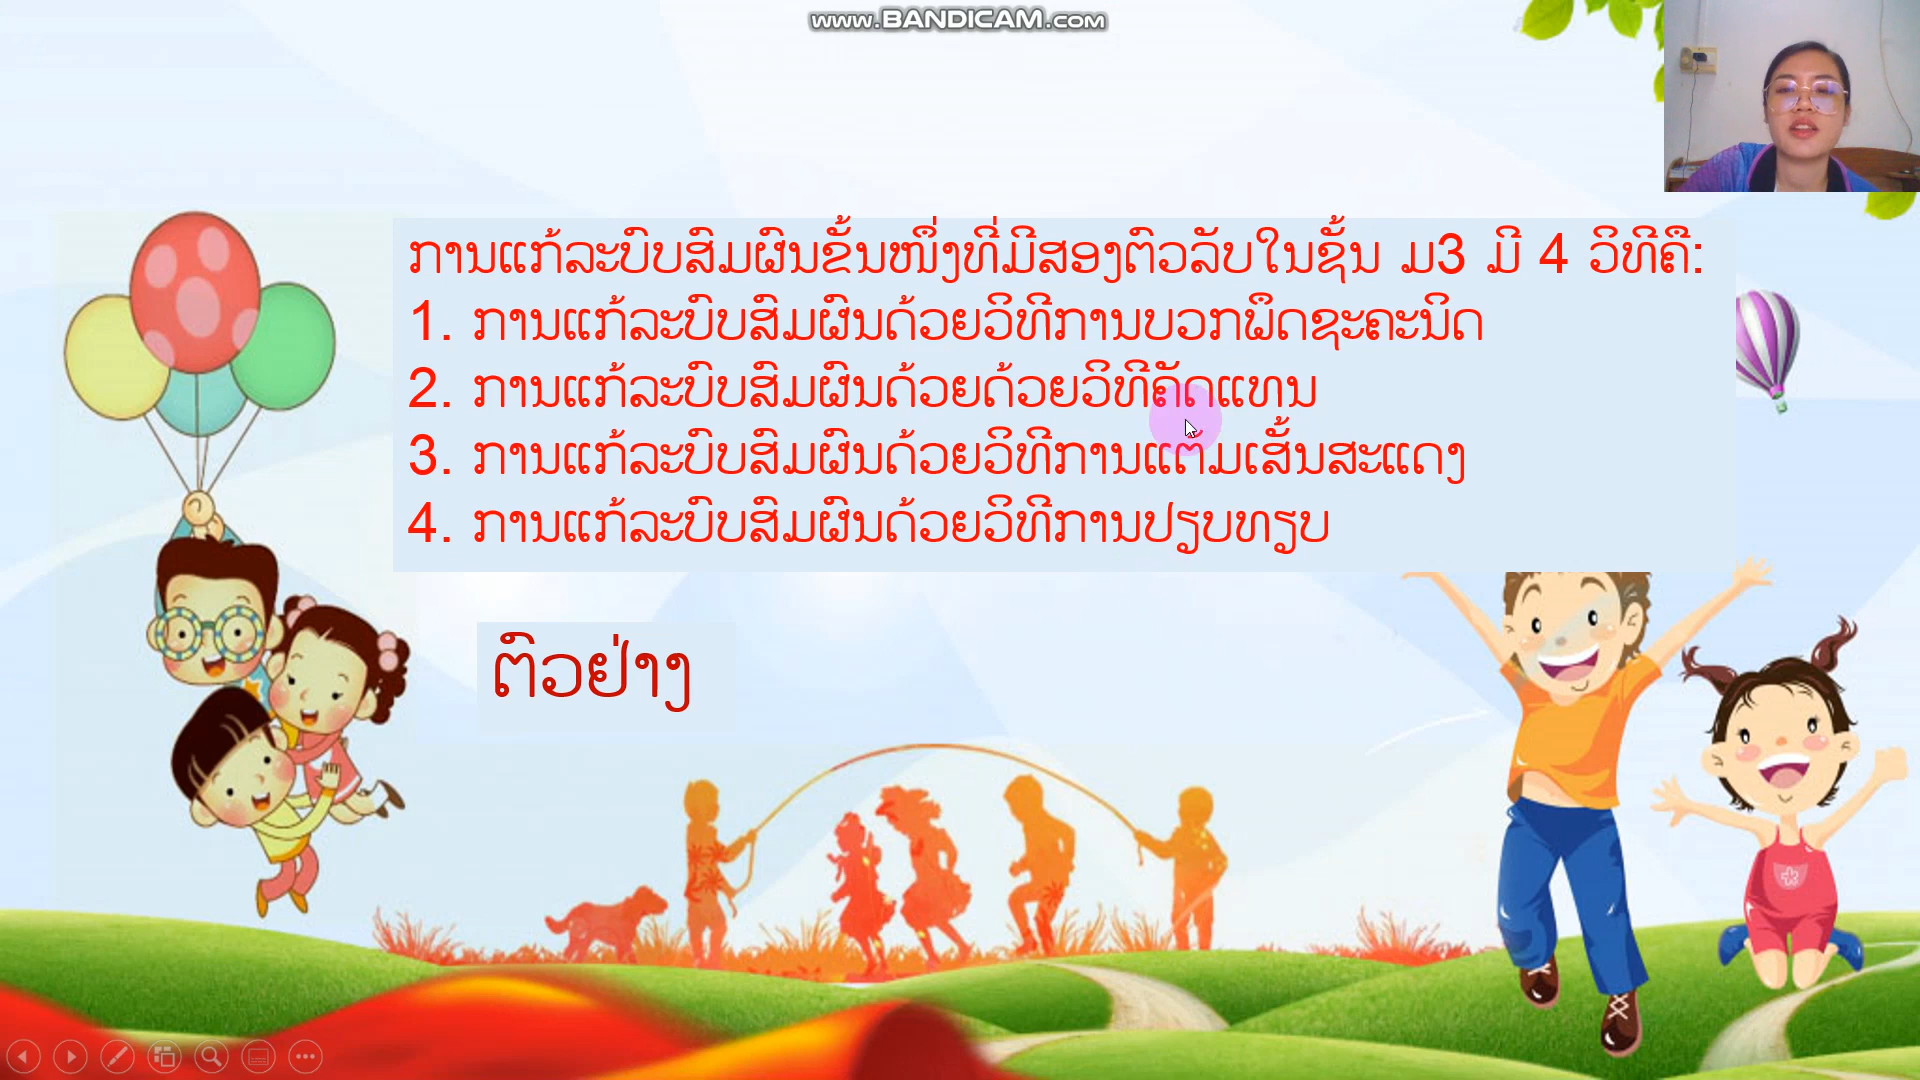 WWW.BANDICAM.COM
ການແກ້ລະບົບສົມຜົນຂັ້ນໜຶ່ງທີ່ມີສອງຕົວລັບໃນຊັ້ນ ມ3 ມີ 4 ວິທີຄື:
1. ການແກ້ລະບົບສົມຜົນດ້ວຍວິທີການບວກພຶດຊະຄະນິດ
2. ການແກ້ລະບົບສົມຜົນດ້ວຍດ້ວຍວິທີຄັດແທນ
3. ການແກ້ລະບົບສົມຜົນດ້ວຍວິທີການແຕ້ມເສັ້ນສະແດງ
4. ການແກ້ລະບົບສົມຜົນດ້ວຍວິທີການປຽບທຽບ
ຕົວຢ່າງ